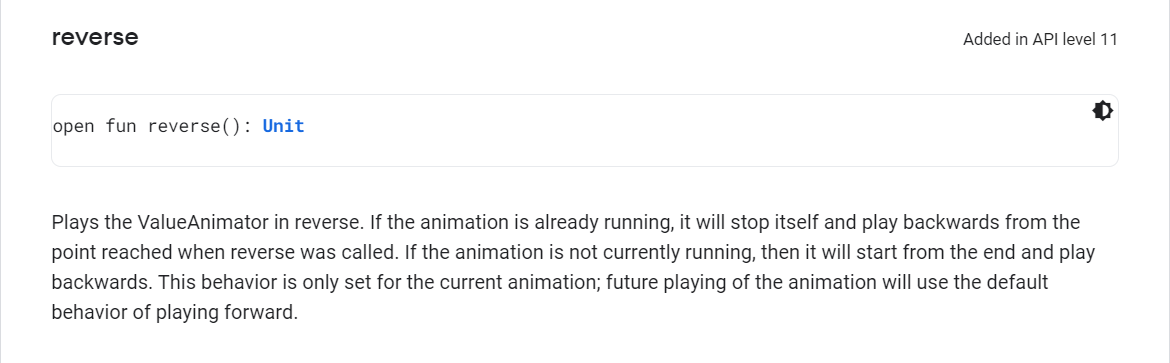 reverse
Added in API level 11
open fun reverse(): Unit
Plays the ValueAnimator in reverse. If the animation is already running, it will stop itself and play backwards from the
point reached when reverse was called. If the animation is not currently running, then it will start from the end and play
backwards. This behavior is only set for the current animation; future playing of the animation will use the default
behavior of playing forward.